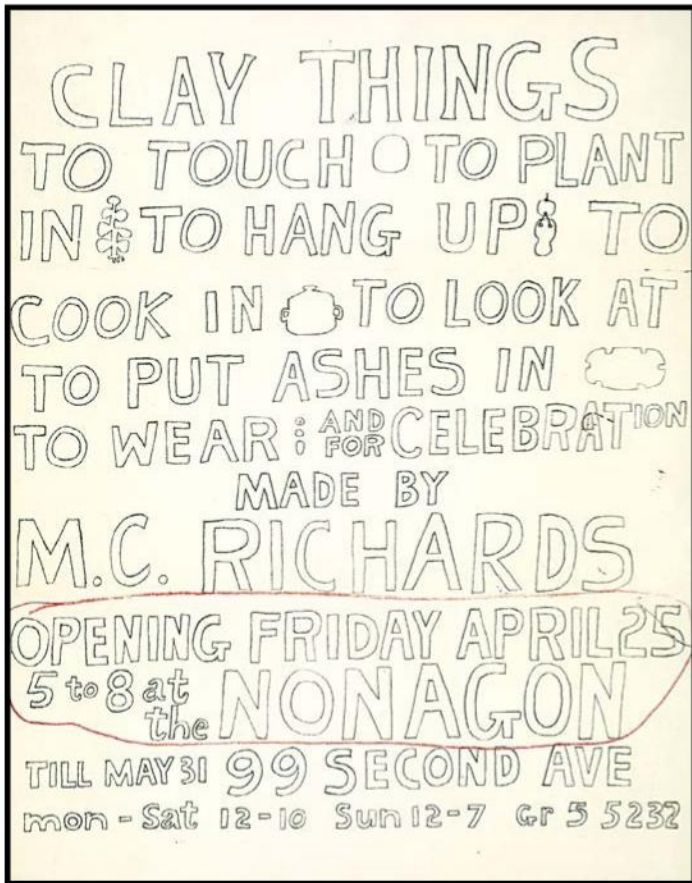 CLAY THINGS
TO TOUCH TO PLANT
IN TO HANG UP TO
COOK IN TO LOOK AT
TO PUT ASHES IN
TO WEAR AND FOR CELEBRATION
MADE BY
M.C. RICHARDS
OPENING FRIDAY APRIL 25
5 to 8 at the NONAGON
TILL MAY 31 99 SECOND AVE
mon - Sat 12-10 Sun 12-7 Gr 5 5232